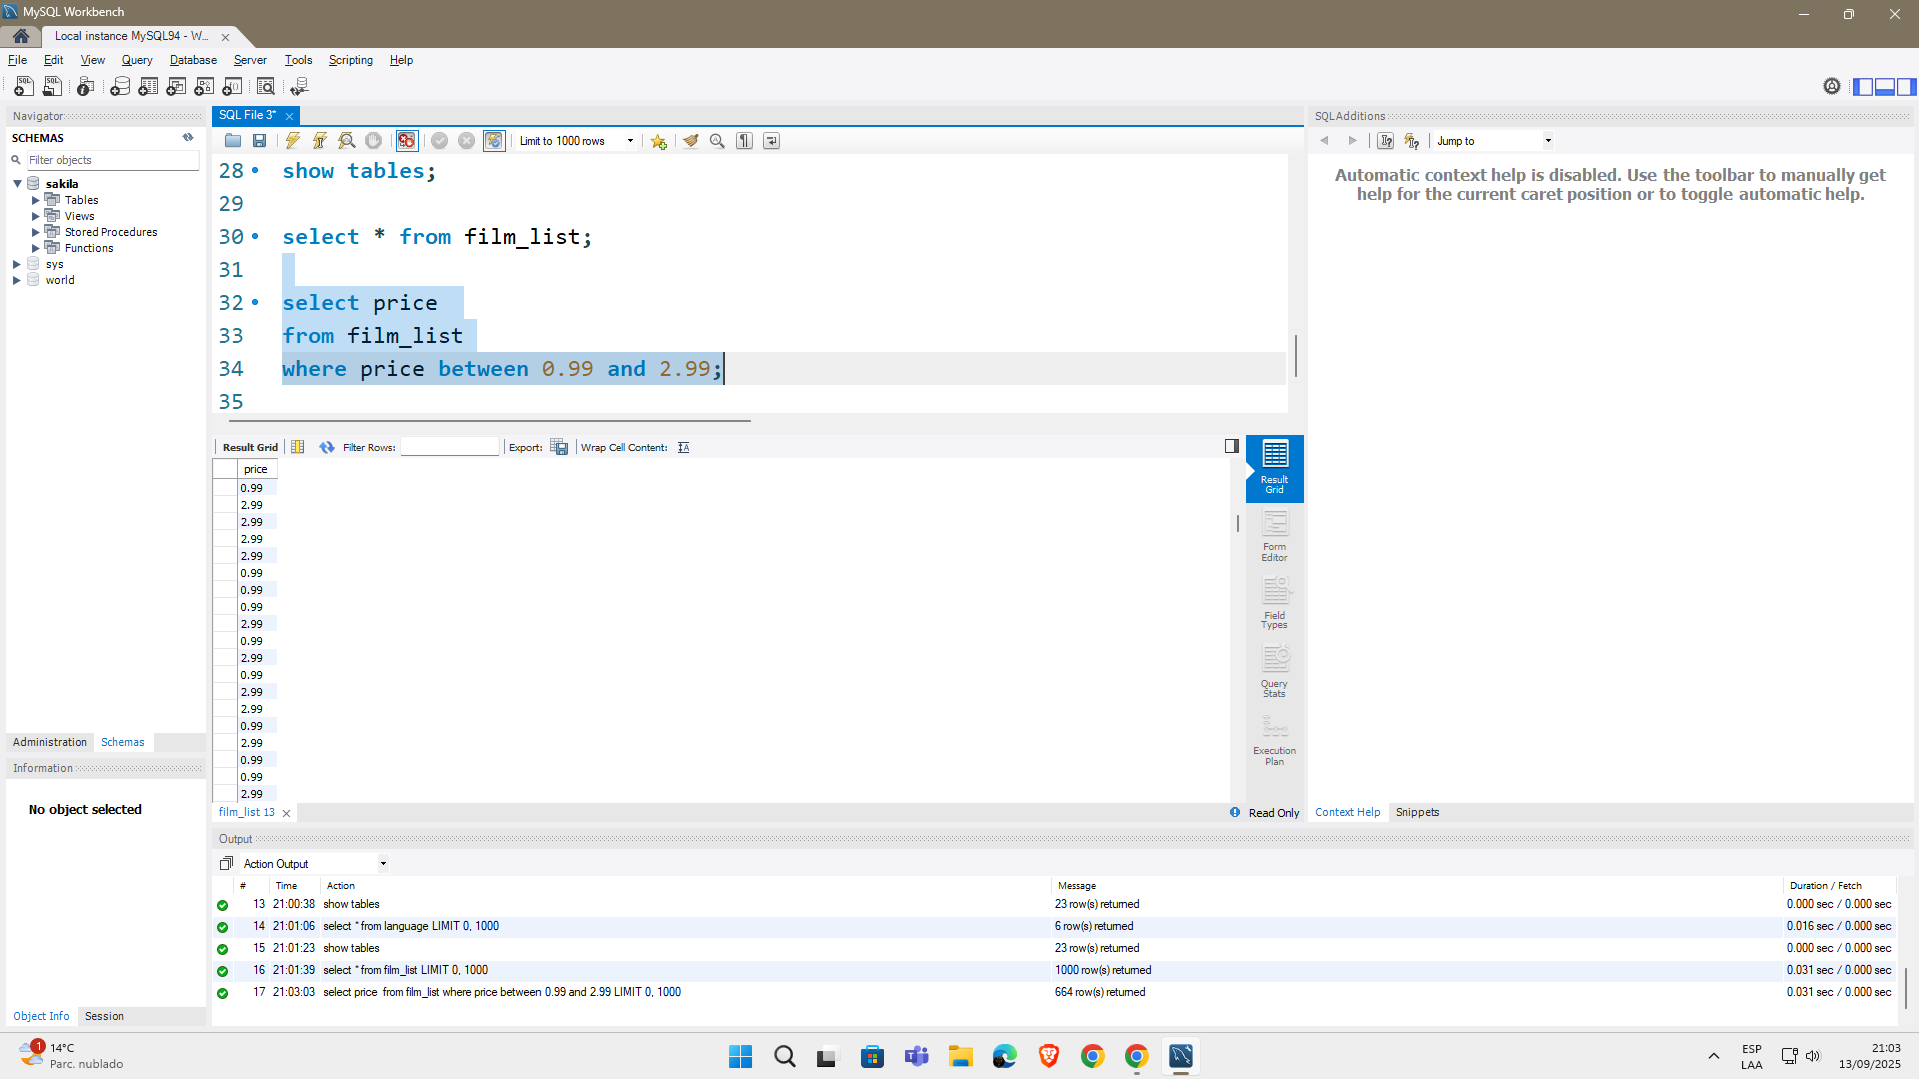 MySQL Workbench
Local instance MySQL94 - W...
File Edit View Query Database Server Tools Scripting Help
Navigator
SCHEMAS
Filter objects
sakila
Tables
Views
Stored Procedures
Functions
sys
world
Administration Schemas
Information
No object selected
Object Info Session
SQL File 3*
Limit to 1000 rows
28 show tables;
29
30 select * from film_list;
31
32 select price
33 from film_list
34 where price between 0.99 and 2.99;
35
Result Grid Filter Rows: Export: Wrap Cell Content:
price
0.99
2.99
2.99
2.99
2.99
0.99
0.99
0.99
2.99
0.99
2.99
0.99
2.99
2.99
0.99
2.99
0.99
0.99
2.99
Result
Grid
Form
Editor
Field
Types
Query
Stats
Execution
Plan
film_list 13 Read Only
SQLAdditions
Jump to
Automatic context help is disabled. Use the toolbar to manually get
help for the current caret position or to toggle automatic help.
Context Help Snippets
Output
Action Output
# Time Action Message Duration / Fetch
13 21:00:38 show tables 23 row(s) returned 0.000 sec / 0.000 sec
14 21:01:06 select * from language LIMIT 0, 1000 6 row(s) returned 0.016 sec / 0.000 sec
15 21:01:23 show tables 23 row(s) returned 0.000 sec / 0.000 sec
16 21:01:39 select * from film_list LIMIT 0, 1000 1000 row(s) returned 0.031 sec / 0.000 sec
17 21:03:03 select price from film_list where price between 0.99 and 2.99 LIMIT 0, 1000 664 row(s) returned 0.031 sec / 0.000 sec
1
14°C
Parc. nublado
ESP
LAA
21:03
13/09/2025